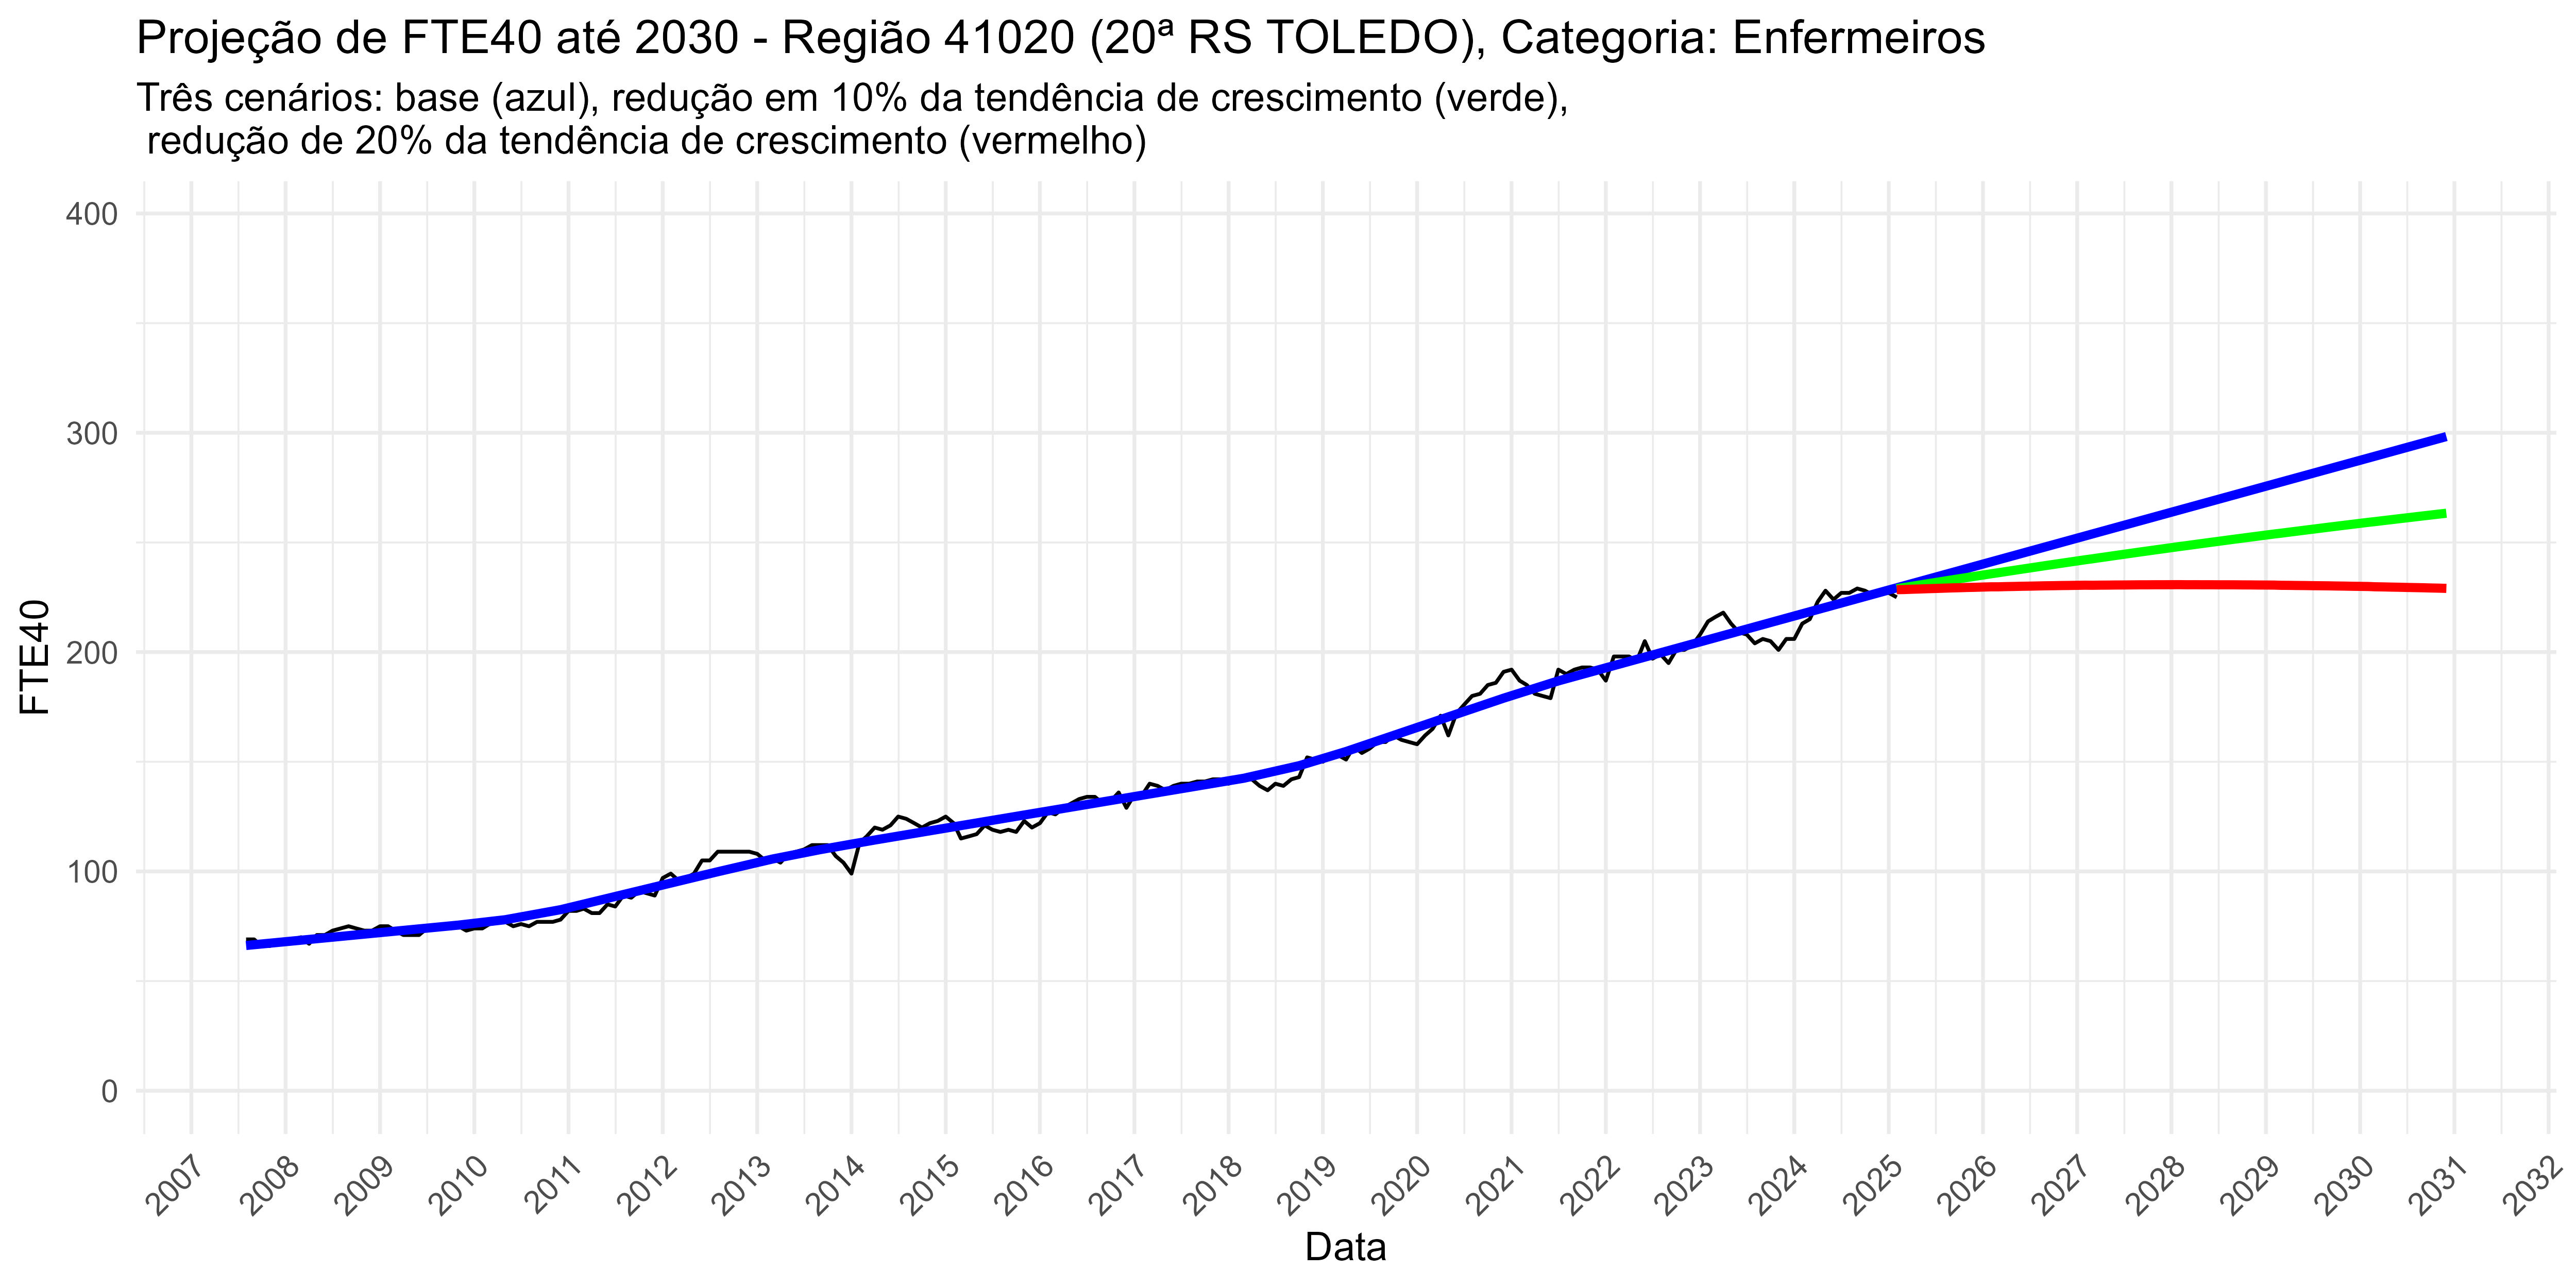 Projeção de FTE40 até 2030 - Região 41020 (20ª RS TOLEDO), Categoria: Enfermeiros
Três cenários: base (azul), redução em 10% da tendência de crescimento (verde),
redução de 20% da tendência de crescimento (vermelho)
FTE40
400
300
200
100
0
2007 2008 2009 2010 2011 2012 2013 2014 2015 2016 2017 2018 2019 2020 2021 2022 2023 2024 2025 2026 2027 2028 2029 2030 2031 2032
Data